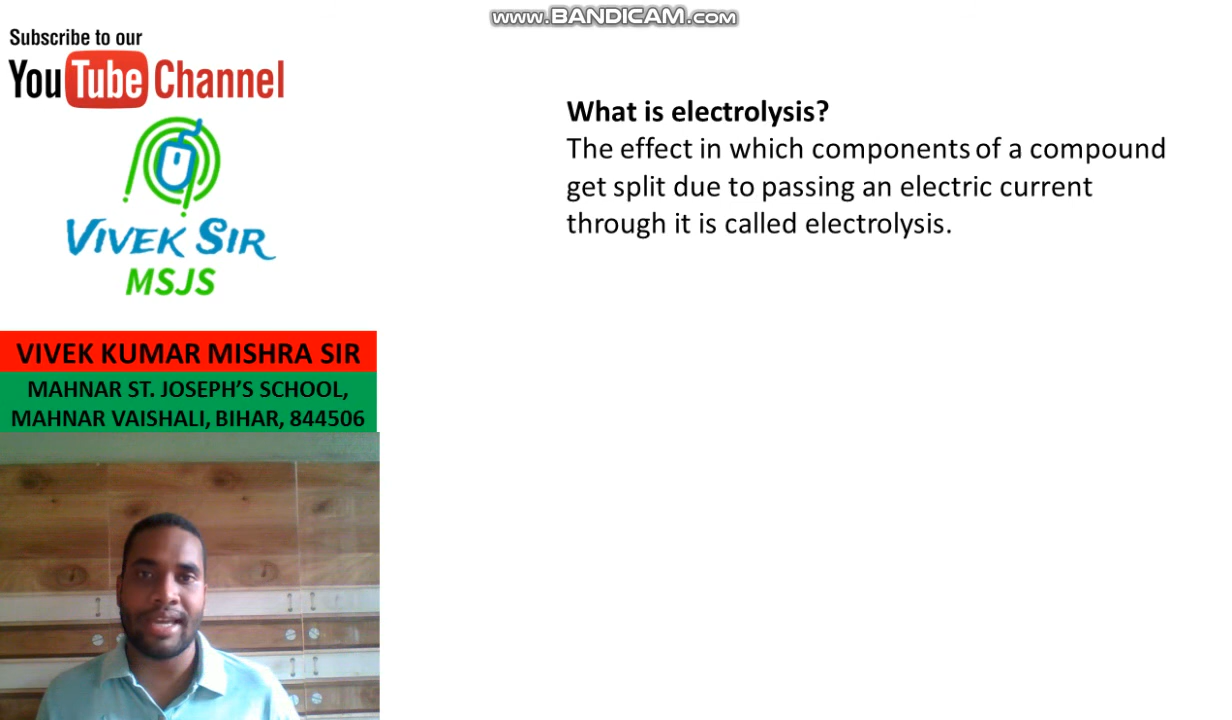 www.BANDICAM.com
Subscribe to our
YouTube Channel
VIVEK SIR
MSJS
VIVEK KUMAR MISHRA SIR
MAHNAR ST. JOSEPH'S SCHOOL,
MAHNAR VAISHALI, BIHAR, 844506
What is electrolysis?
The effect in which components of a compound
get split due to passing an electric current
through it is called electrolysis.